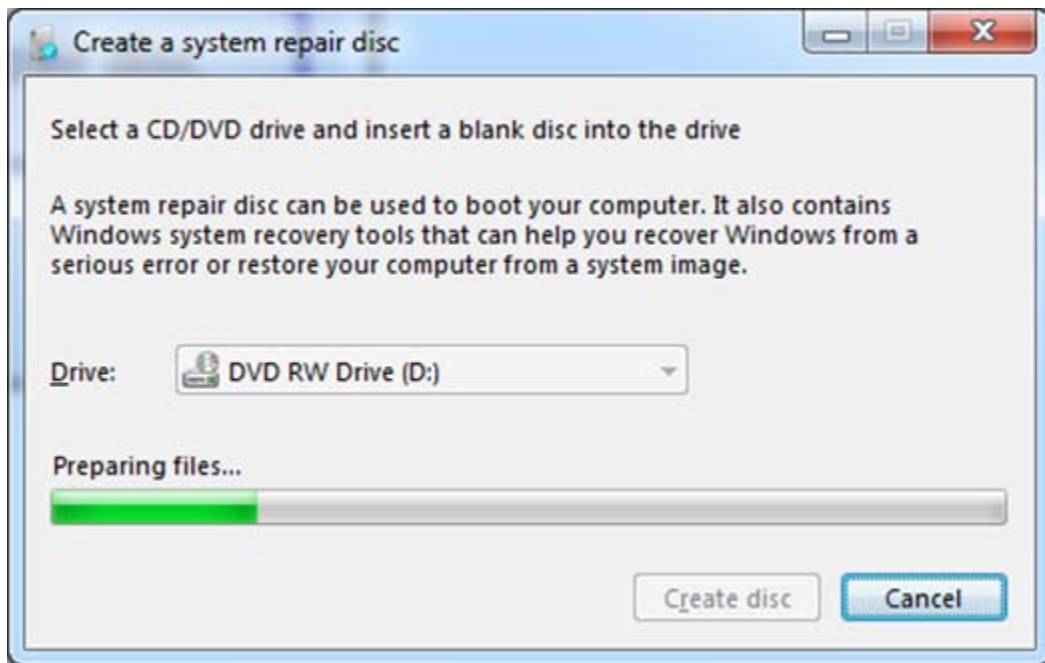 Create a system repair disc
Select a CD/DVD drive and insert a blank disc into the drive
A system repair disc can be used to boot your computer. It also contains
Windows system recovery tools that can help you recover Windows from a
serious error or restore your computer from a system image.
Drive: DVD RW Drive (D:)
Preparing files...
Create disc Cancel